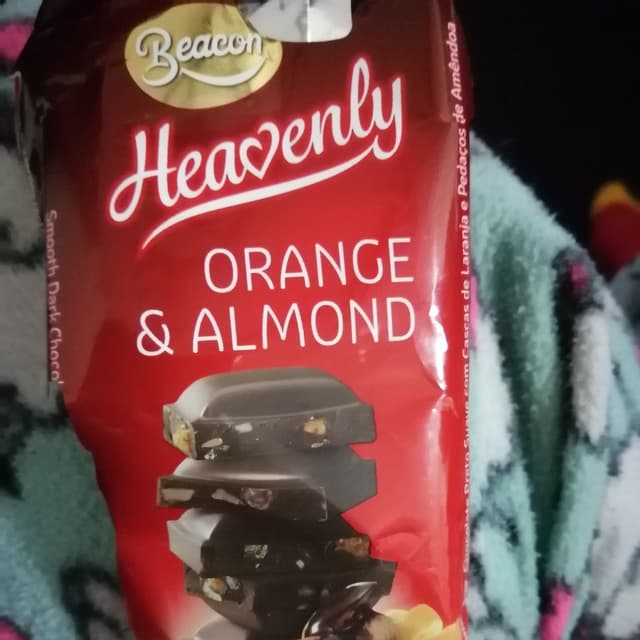 Beacon
Heavenly
ORANGE
& ALMOND
Smooth Dark Choco
Chocolate Preto Suave com Cascas de Laranja e Pedaços de Amêndoa